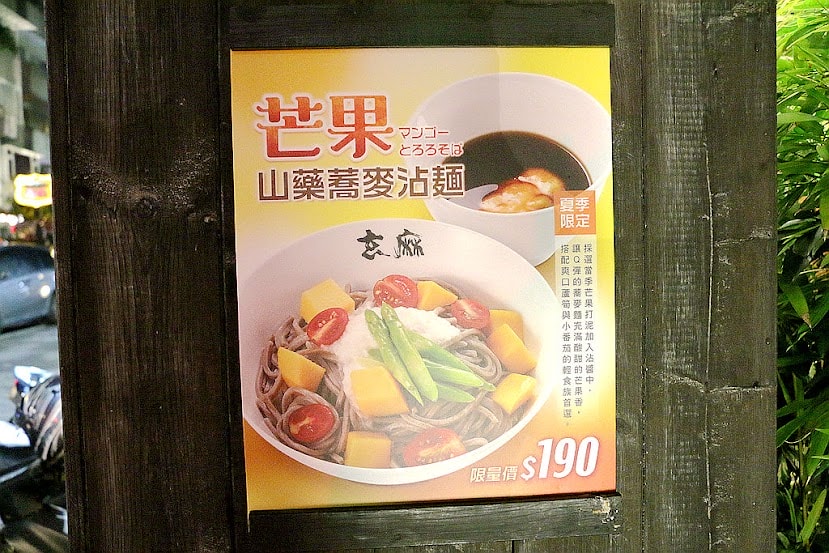 芒果
マンゴー
とろろそば
山藥蕎麥沾麵
夏季
限定
採選當季芒果打泥加入沾醬中，
讓Q彈的蕎麥麵充滿酸甜的芒果香，
搭配爽口蘆筍與小番茄的輕食族首選。
玄麻
限量價 $190